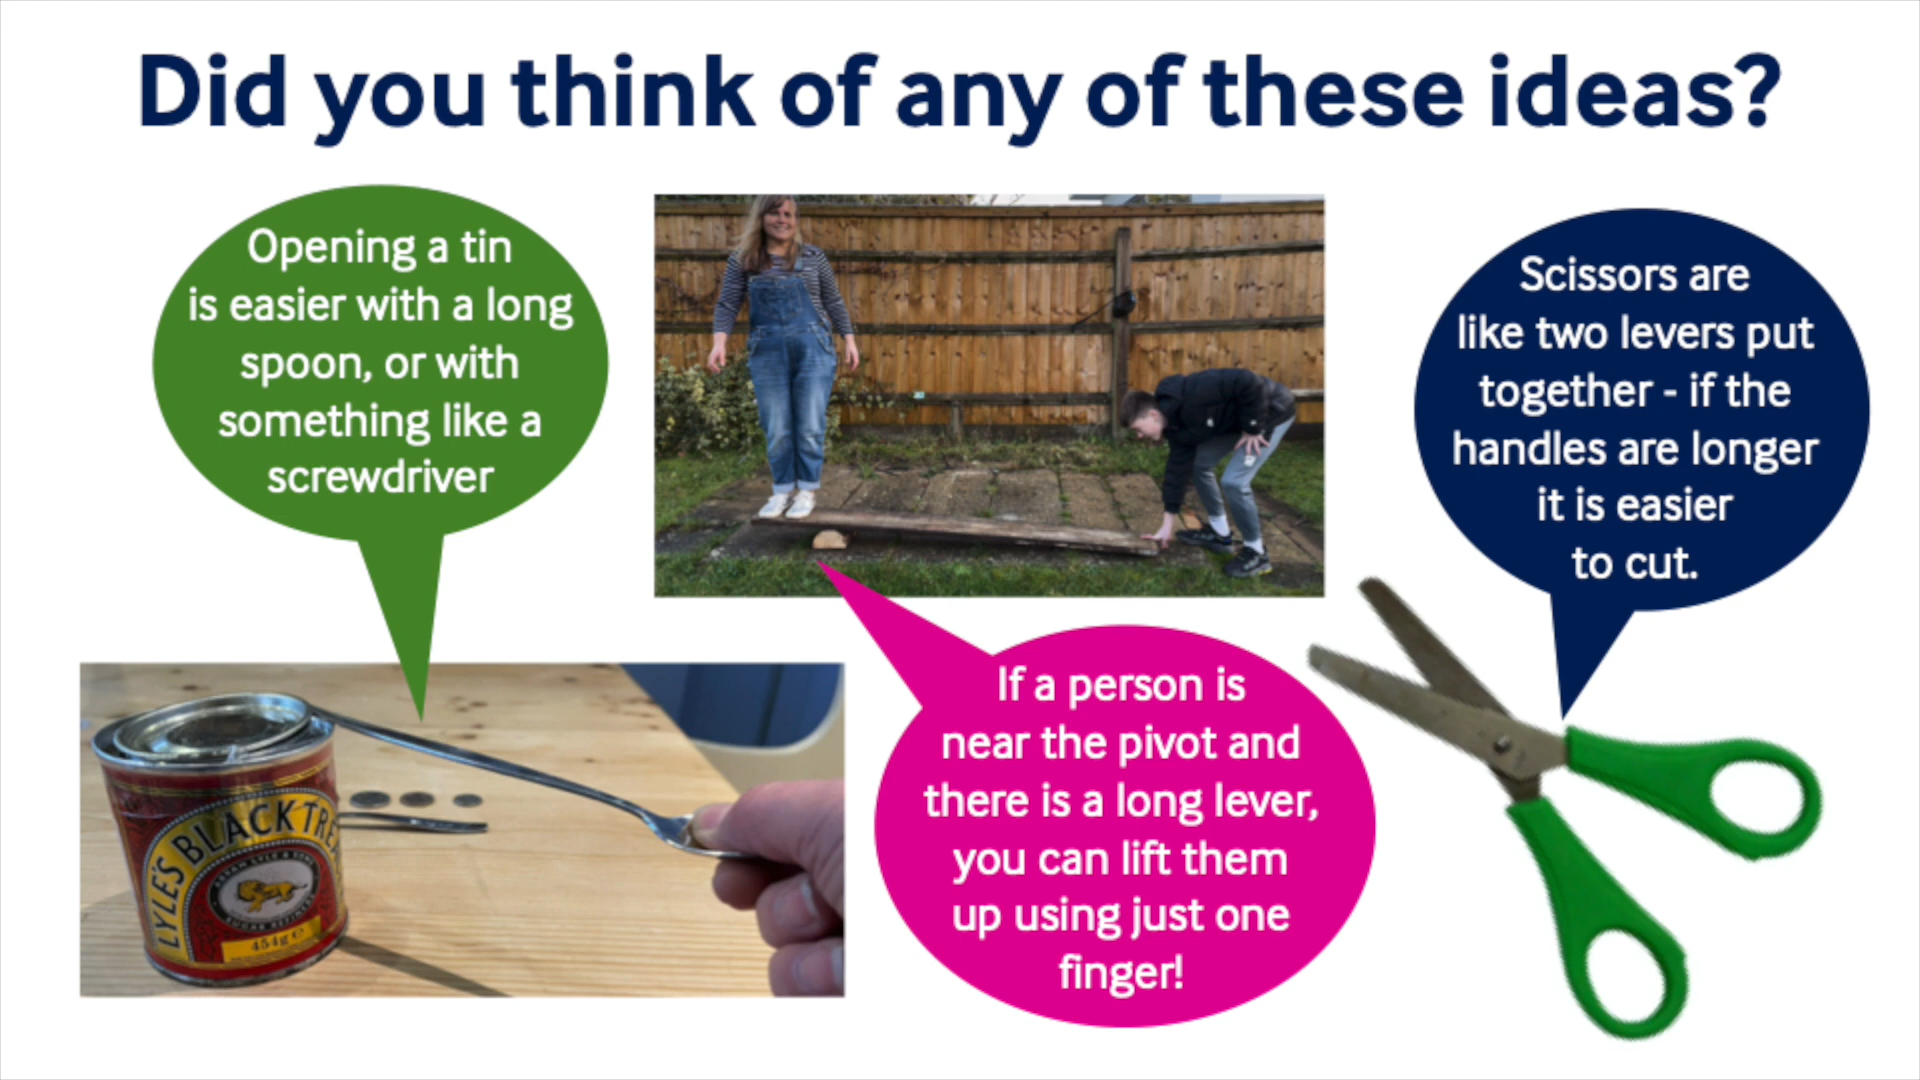 Did you think of any of these ideas?
Opening a tin
is easier with a long
spoon, or with
something like a
screwdriver
Scissors are
like two levers put
together - if the
handles are longer
it is easier
to cut.
If a person is
near the pivot and
there is a long lever,
you can lift them
up using just one
finger!
LYLE'S BLACK TRE
454g e